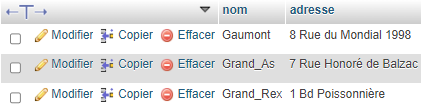 nom adresse
Modifier Copier Effacer Gaumont 8 Rue du Mondial 1998
Modifier Copier Effacer Grand_As 7 Rue Honoré de Balzac
Modifier Copier Effacer Grand_Rex 1 Bd Poissonnière